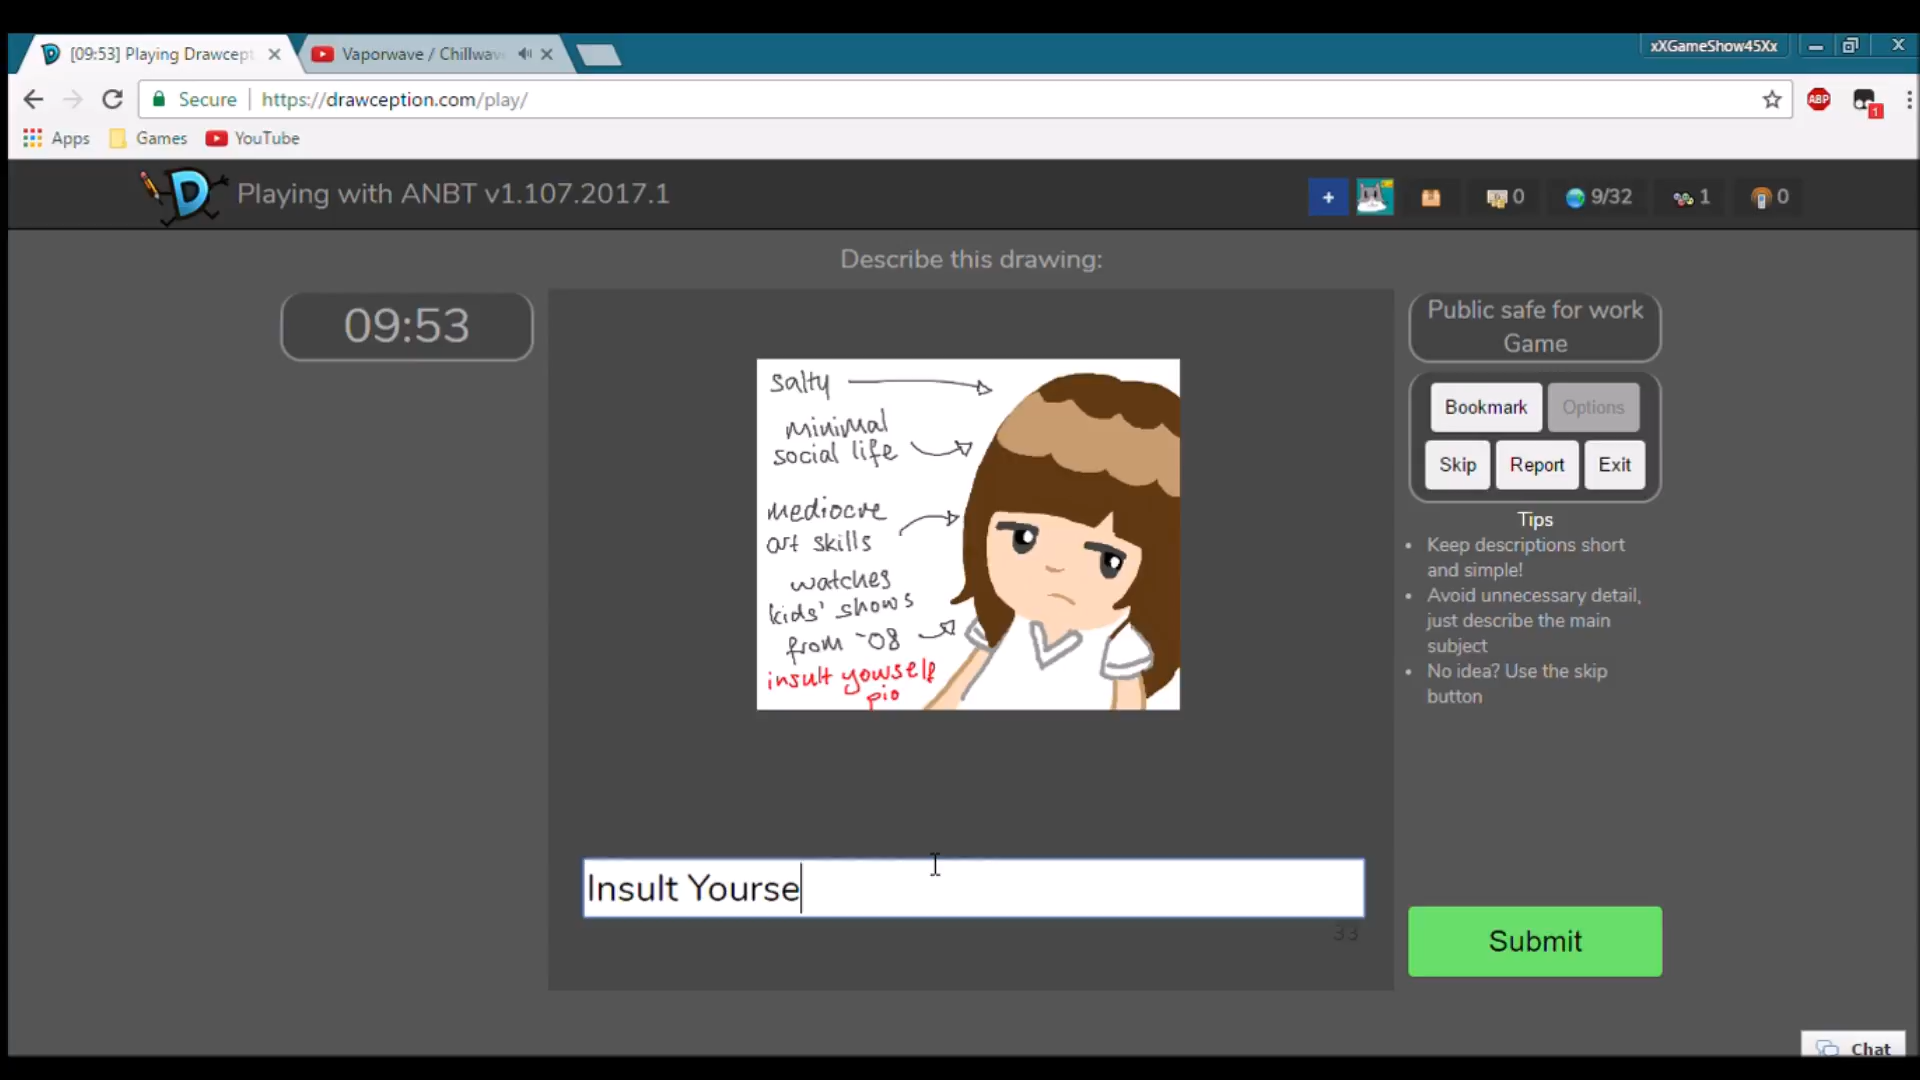 [09:53] Playing Drawcept
Vaporwave / Chillwav
xXGameShow45Xx
Secure
https://drawception.com/play/
ABP
1
Apps
Games
YouTube
D
Playing with ANBT v1.107.2017.1
+
0
9/32
1
0
Describe this drawing:
09:53
salty
minimal
social life
mediocre
art skills
watches
kids' shows
from -08
insult yourself
pio
Public safe for work
Game
Bookmark
Options
Skip
Report
Exit
Tips
Keep descriptions short
and simple!
Avoid unnecessary detail,
just describe the main
subject
No idea? Use the skip
button
Insult Yourse
33
Submit
Chat